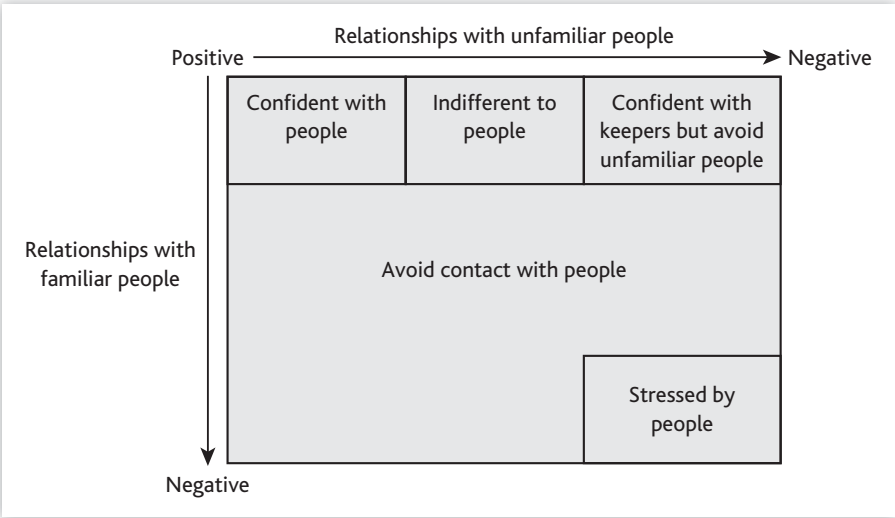 Relationships with unfamiliar people
Positive
Negative
Confident with
people
Indifferent to
people
Confident with
keepers but avoid
unfamiliar people
Relationships with
familiar people
Avoid contact with people
Stressed by
people
Negative